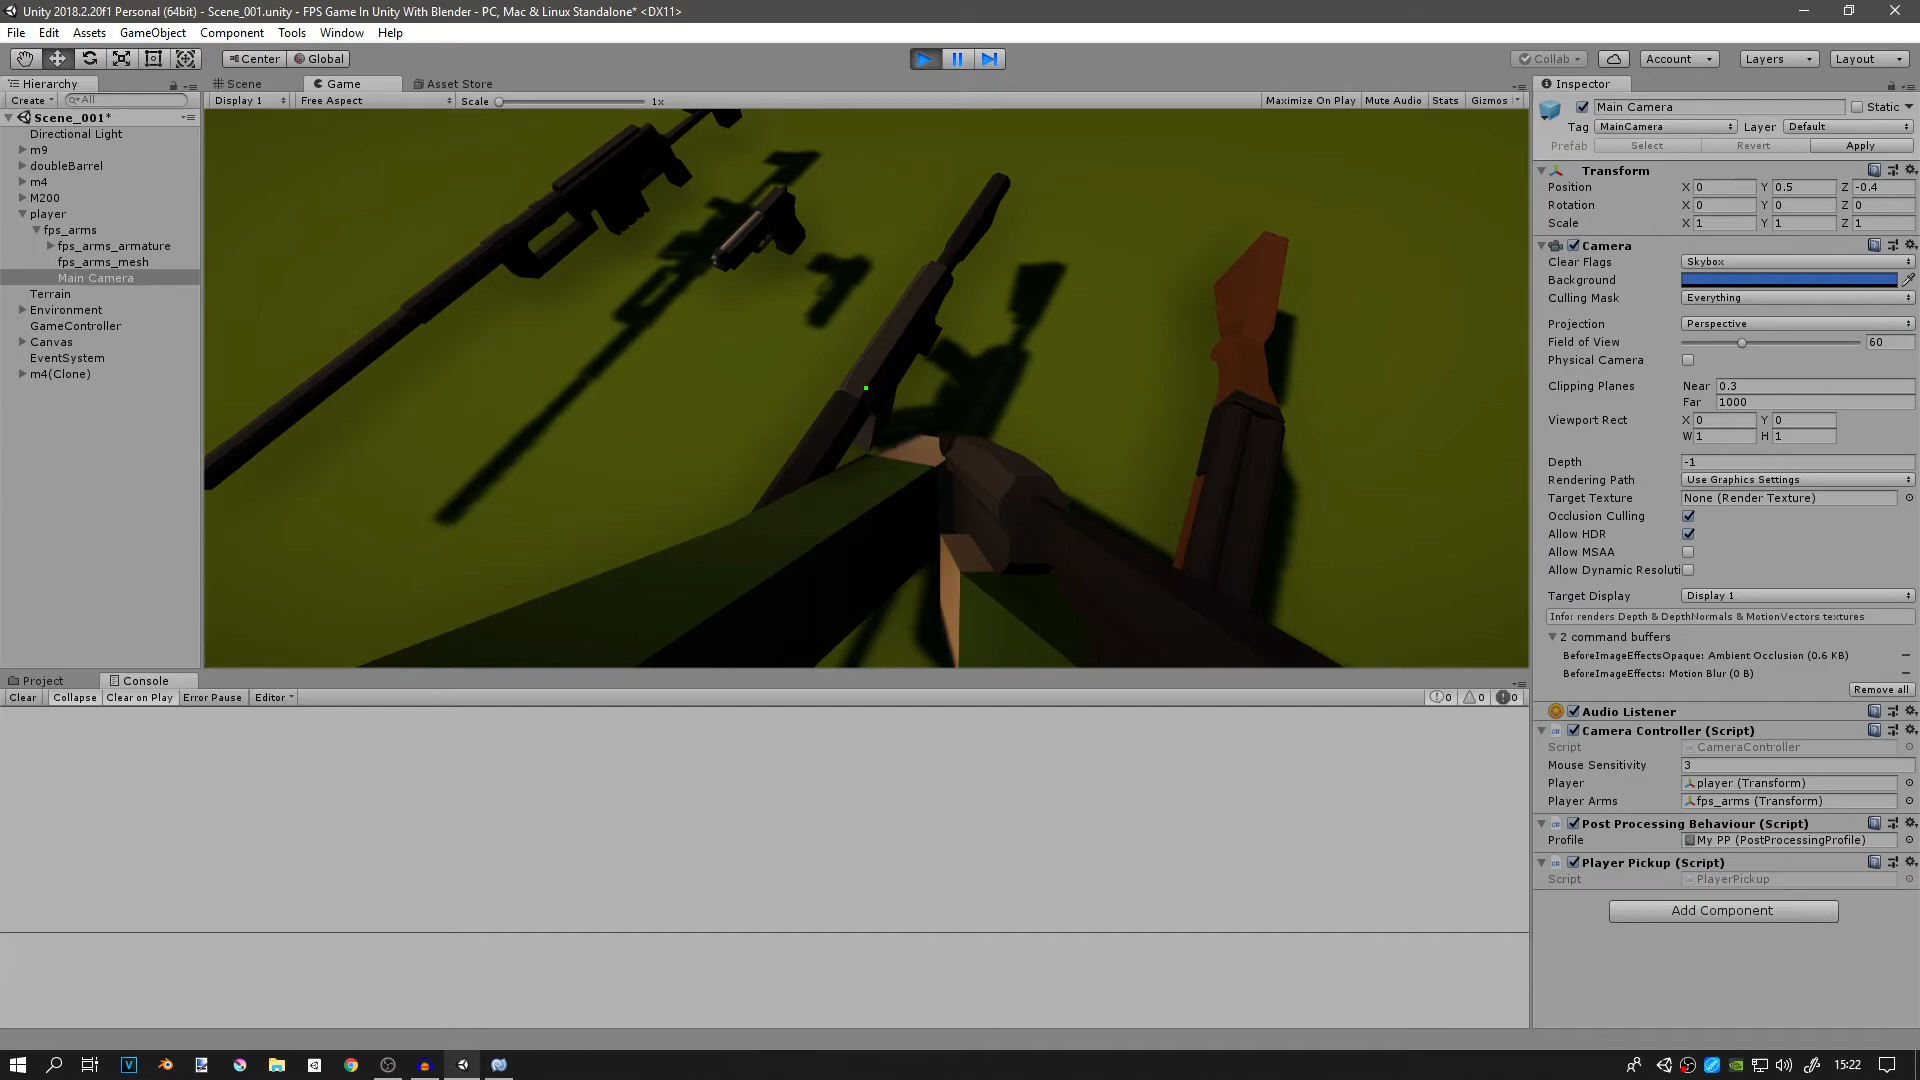 Unity 2018.2.20f1 Personal (64bit) - Scene_001.unity - FPS Game In Unity With Blender - PC, Mac & Linux Standalone* <DX11>
File Edit Assets GameObject Component Tools Window Help
Center Global Collab Account Layers Layout
Hierarchy Scene Game Asset Store Inspector
Create All Display 1 Free Aspect Scale 1x Maximize On Play Mute Audio Stats Gizmos
Main Camera Static
Scene_001*
Directional Light
m9
doubleBarrel
m4
M200
player
fps_arms
fps_arms_armature
fps_arms_mesh
Main Camera
Terrain
Environment
GameController
Canvas
EventSystem
m4(Clone)
Tag MainCamera Layer Default
Prefab Select Revert Apply
Transform
Position X 0 Y 0.5 Z -0.4
Rotation X 0 Y 0 Z 0
Scale X 1 Y 1 Z 1
Camera
Clear Flags Skybox
Background
Culling Mask Everything
Projection Perspective
Field of View 60
Physical Camera
Clipping Planes Near 0.3
Far 1000
Viewport Rect X 0 Y 0
W 1 H 1
Depth -1
Rendering Path Use Graphics Settings
Target Texture None (Render Texture)
Occlusion Culling
Allow HDR
Allow MSAA
Allow Dynamic Resoluti
Target Display Display 1
Info: renders Depth & DepthNormals & MotionVectors textures
2 command buffers
BeforeImageEffectsOpaque: Ambient Occlusion (0.6 KB)
BeforeImageEffects: Motion Blur (0 B)
Remove all
Audio Listener
Camera Controller (Script)
Script CameraController
Mouse Sensitivity 3
Player player (Transform)
Player Arms fps_arms (Transform)
Post Processing Behaviour (Script)
Profile My PP (PostProcessingProfile)
Player Pickup (Script)
Script PlayerPickup
Add Component
Project Console
Clear Collapse Clear on Play Error Pause Editor 0 0 0
15:22